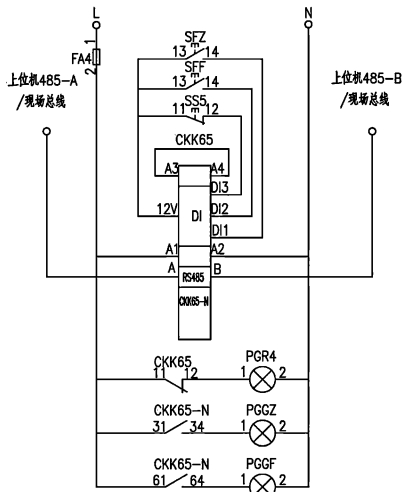 L N
1
FA4
2
SFZ
13 14
SFF
13 14
SS5
11 12
上位机485-A
/现场总线
上位机485-B
/现场总线
CKK65
A3 A4
DI3
12V DI DI2
DI1
A1 A2
A RS485 B
CKK65-N
CKK65 PGR4
11 12 1 2
CKK65-N PGGZ
31 34 1 2
CKK65-N PGGF
61 64 1 2